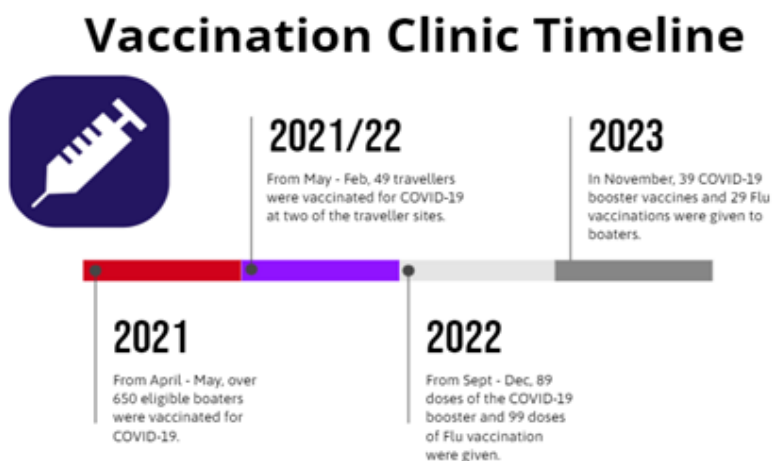 Vaccination Clinic Timeline
2021/22
From May - Feb, 49 travellers
were vaccinated for COVID-19
at two of the traveller sites.
2023
In November, 39 COVID-19
booster vaccines and 29 Flu
vaccinations were given to
boaters.
2021
From April - May, over
650 eligible boaters
were vaccinated for
COVID-19.
2022
From Sept - Dec, 89
doses of the COVID-19
booster and 99 doses
of Flu vaccination
were given.